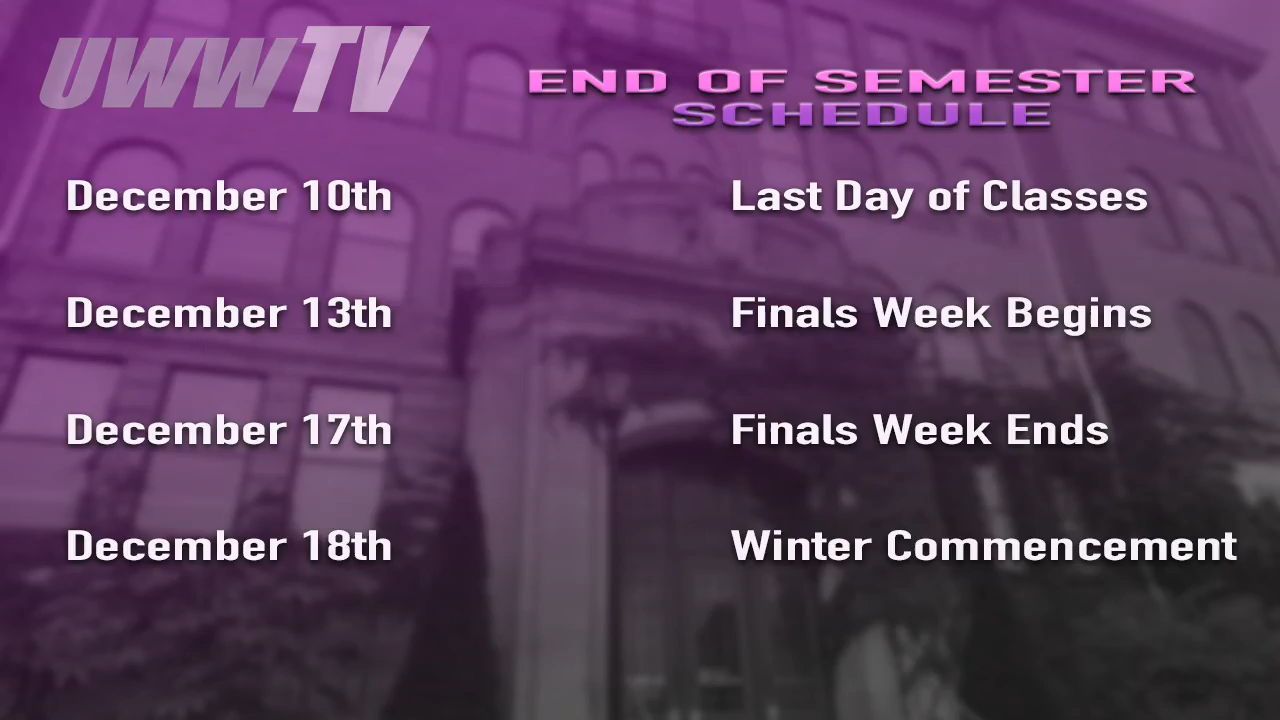 UWWTV
END OF SEMESTER
SCHEDULE
December 10th Last Day of Classes
December 13th Finals Week Begins
December 17th Finals Week Ends
December 18th Winter Commencement